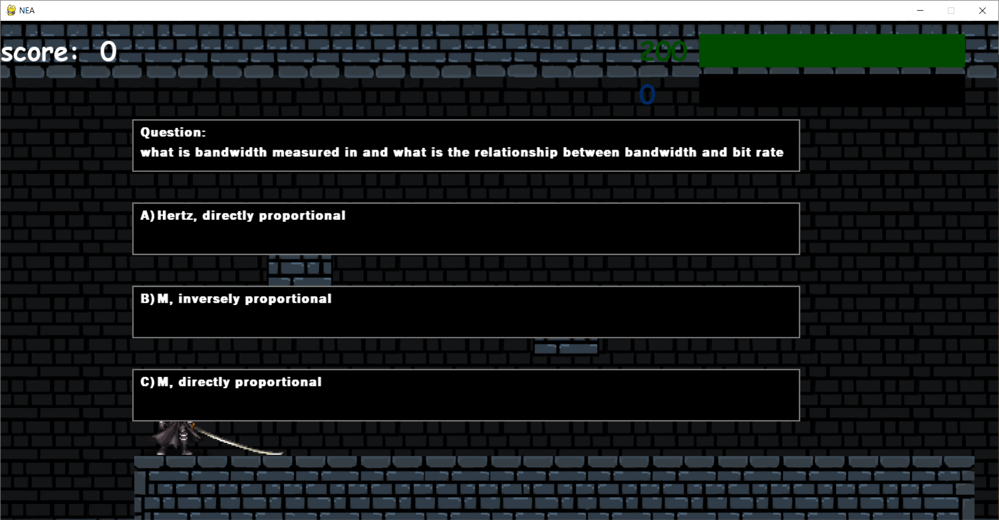 NEA
score: 0
200
0
Question:
what is bandwidth measured in and what is the relationship between bandwidth and bit rate
A) Hertz, directly proportional
B) M, inversely proportional
C) M, directly proportional